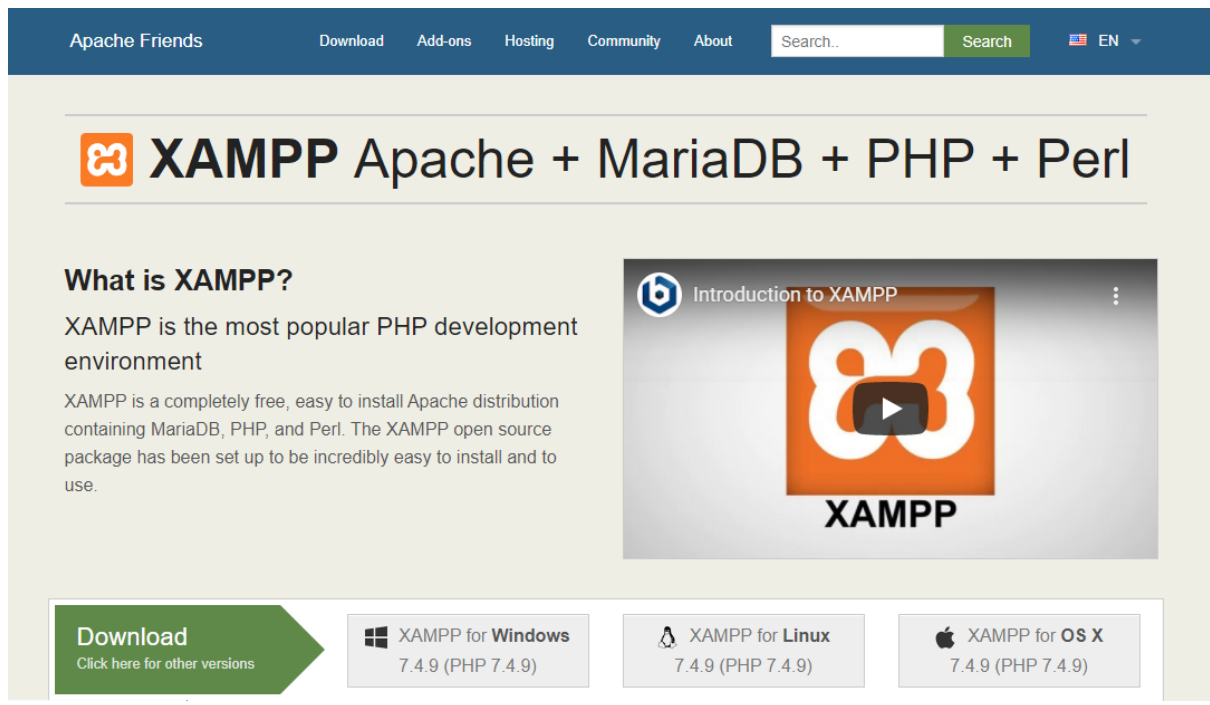 Apache Friends Download Add-ons Hosting Community About Search.. Search EN
XAMPP Apache + MariaDB + PHP + Perl
What is XAMPP?
XAMPP is the most popular PHP development
environment
XAMPP is a completely free, easy to install Apache distribution
containing MariaDB, PHP, and Perl. The XAMPP open source
package has been set up to be incredibly easy to install and to
use.
Introduction to XAMPP
XAMPP
Download
Click here for other versions
XAMPP for Windows
7.4.9 (PHP 7.4.9)
XAMPP for Linux
7.4.9 (PHP 7.4.9)
XAMPP for OS X
7.4.9 (PHP 7.4.9)